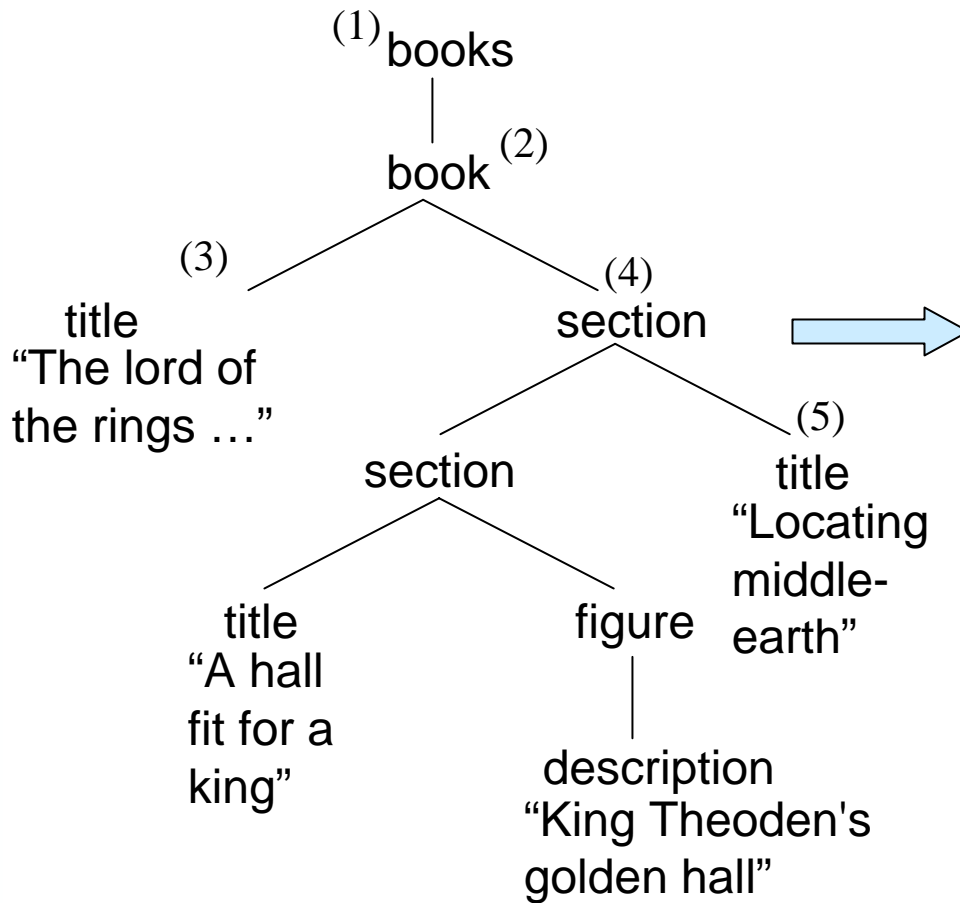 (1) books
book (2)
(3)
title
“The lord of
the rings …”
(4)
section
section
(5)
title
“Locating
middle-
earth”
title
“A hall
fit for a
king”
figure
description
“King Theoden's
golden hall”